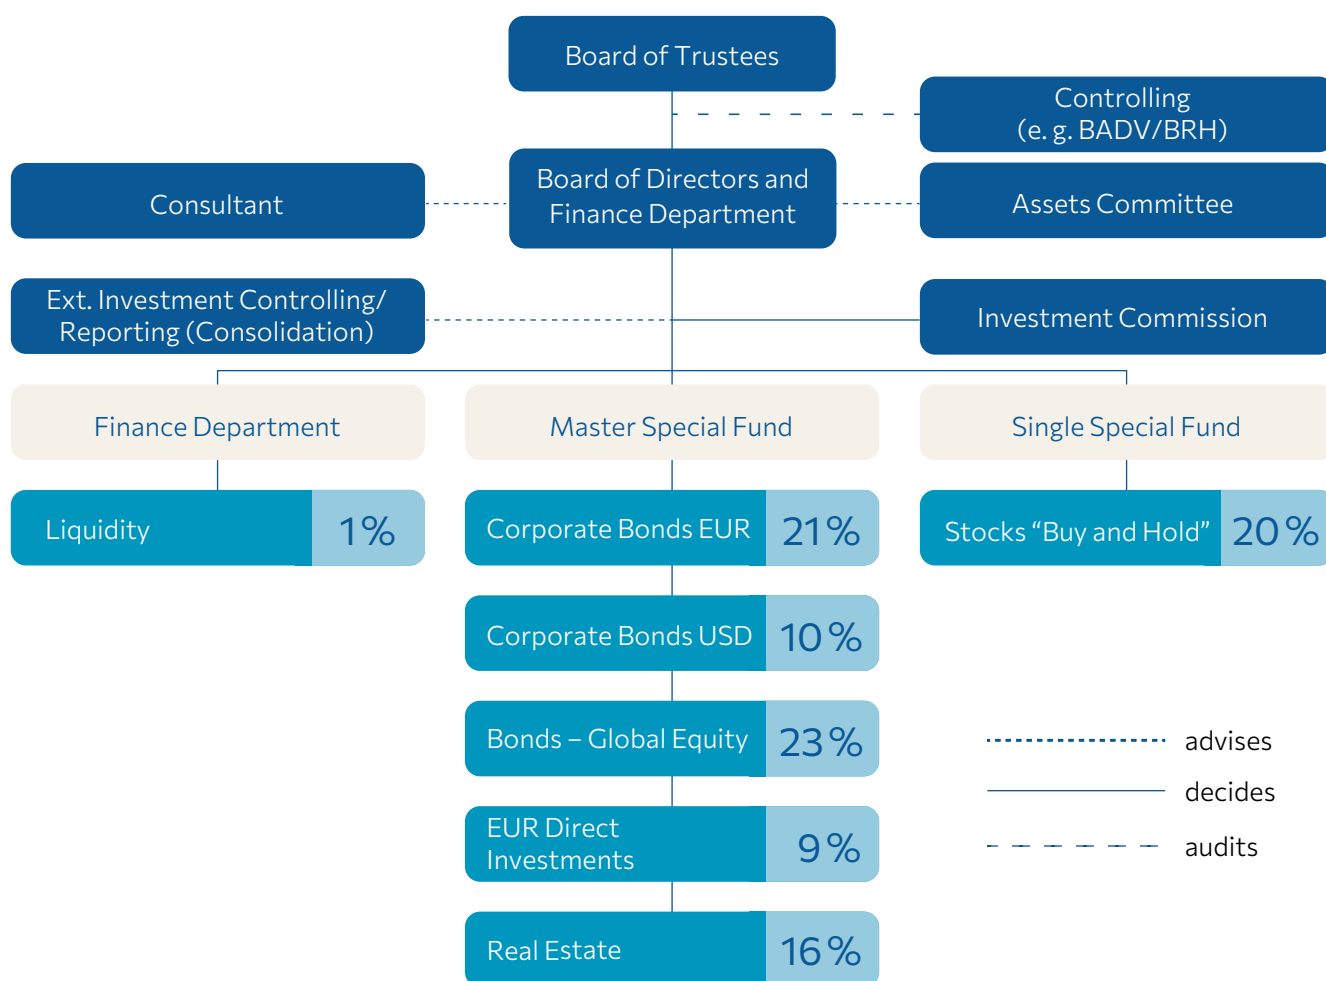 Board of Trustees
Controlling
(e. g. BADV/BRH)
Board of Directors and
Finance Department
Consultant
Assets Committee
Ext. Investment Controlling/
Reporting (Consolidation)
Investment Commission
Finance Department
Master Special Fund
Single Special Fund
Liquidity 1 %
Corporate Bonds EUR 21 %
Stocks “Buy and Hold” 20 %
Corporate Bonds USD 10 %
Bonds – Global Equity 23 %
EUR Direct
Investments 9 %
Real Estate 16 %
advises
decides
audits